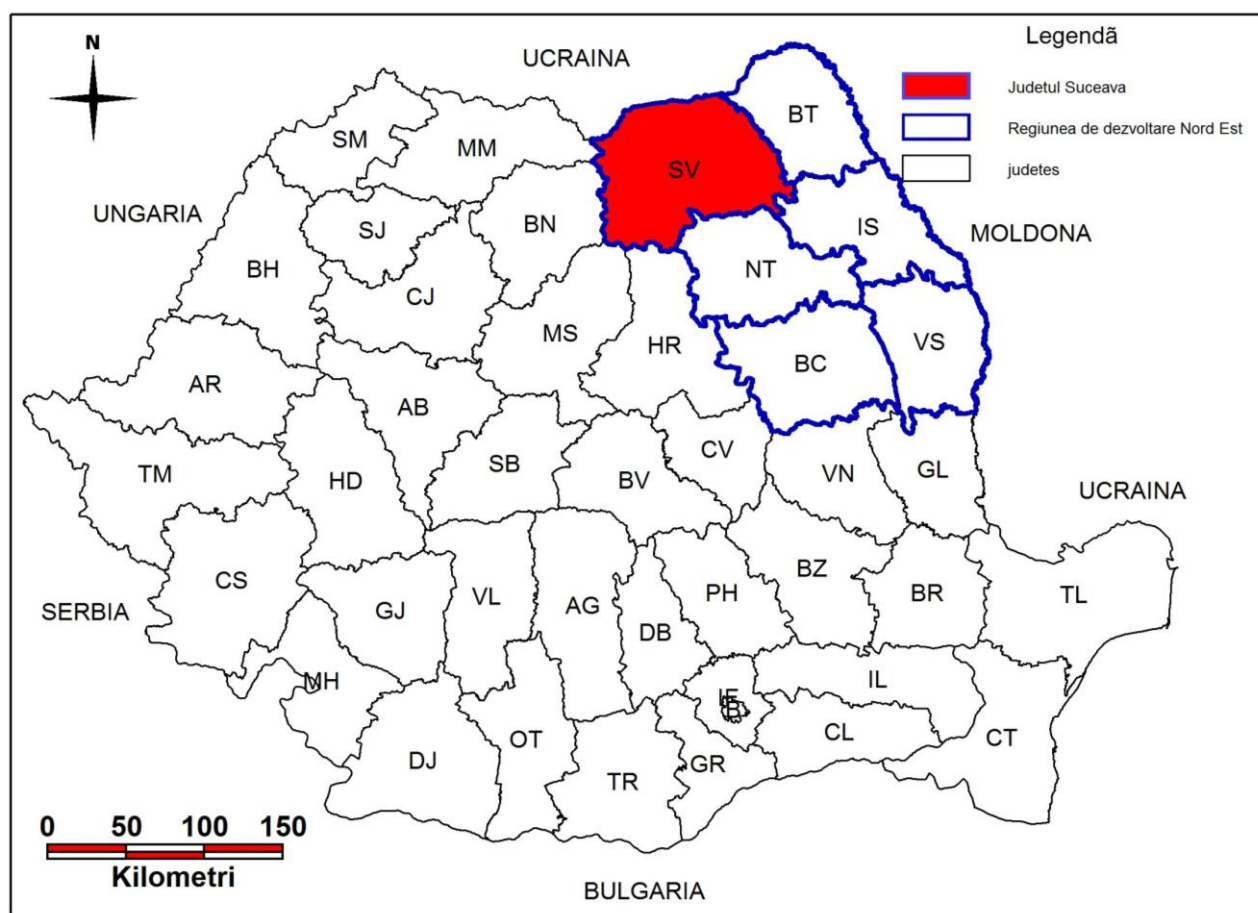 N
UCRAINA
Legendã
Judetul Suceava
Regiunea de dezvoltare Nord Est
judetes
BT
SM
MM
SV
UNGARIA
SJ
BN
IS
MOLDONA
BH
NT
CJ
MS
HR
VS
BC
AR
AB
CV
SB
BV
VN
GL
TM
HD
UCRAINA
CS
BZ
BR
TL
SERBIA
GJ
VL
AG
DB
PH
MH
IF
B
IL
CT
DJ
OT
TR
GR
CL
0 50 100 150
Kilometri
BULGARIA